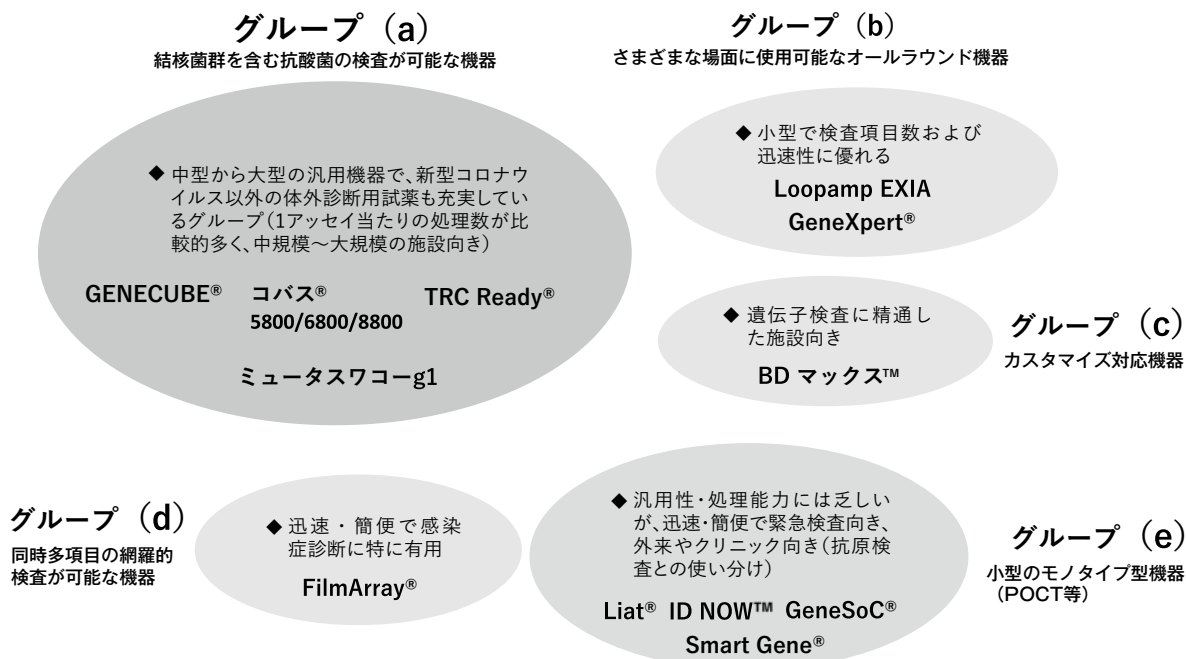 グループ（a）
結核菌群を含む抗酸菌の検査が可能な機器
◆ 中型から大型の汎用機器で、新型コロナウ
イルス以外の体外診断用試薬も充実してい
るグループ（1アッセイ当たりの処理数が比
較的多く、中規模～大規模の施設向き）
GENECUBE® コバス® TRC Ready®
5800/6800/8800
ミュータスワコーg1
グループ（b）
さまざまな場面に使用可能なオールラウンド機器
◆ 小型で検査項目数および
迅速性に優れる
Loopamp EXIA
GeneXpert®
グループ（c）
カスタマイズ対応機器
◆ 遺伝子検査に精通し
た施設向き
BD マックス™
グループ（d）
同時多項目の網羅的
検査が可能な機器
◆ 迅速・簡便で感染
症診断に特に有用
FilmArray®
グループ（e）
小型のモノタイプ型機器
（POCT等）
◆ 汎用性・処理能力には乏しい
が、迅速・簡便で緊急検査向き、
外来やクリニック向き（抗原検
査との使い分け）
Liat® ID NOW™ GeneSoC®
Smart Gene®